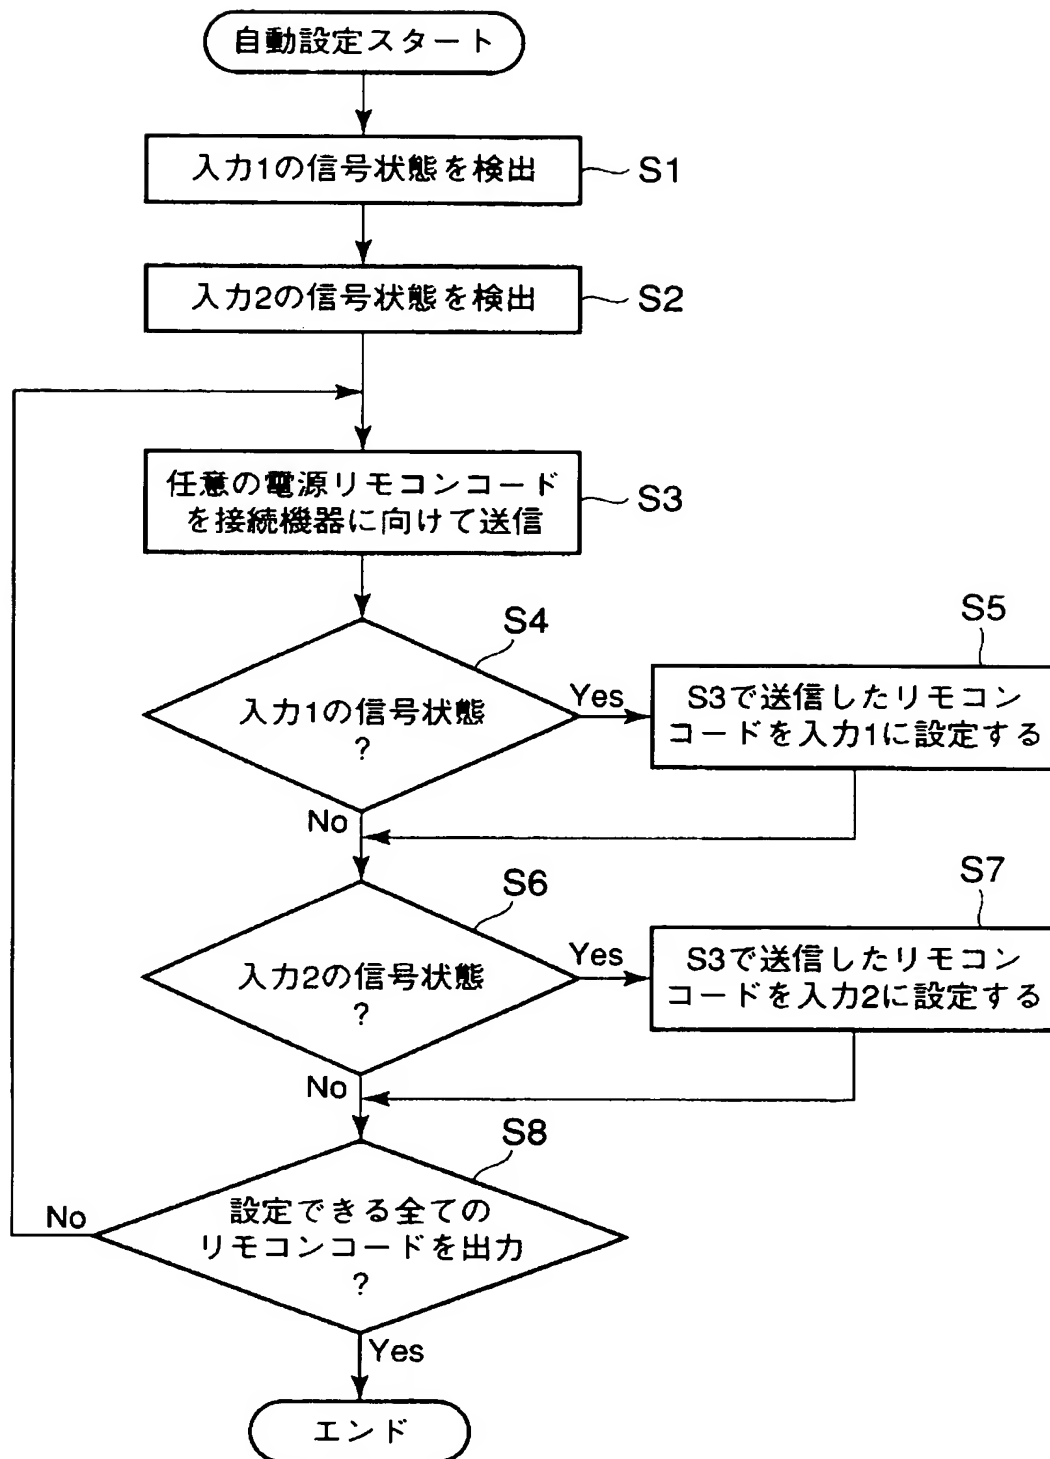 自動設定スタート
入力1の信号状態を検出
S1
入力2の信号状態を検出
S2
任意の電源リモコンコード
を接続機器に向けて送信
S3
S4
入力1の信号状態
?
Yes
No
S5
S3で送信したリモコン
コードを入力1に設定する
S6
入力2の信号状態
?
Yes
No
S7
S3で送信したリモコン
コードを入力2に設定する
S8
設定できる全ての
リモコンコードを出力
?
No
Yes
エンド